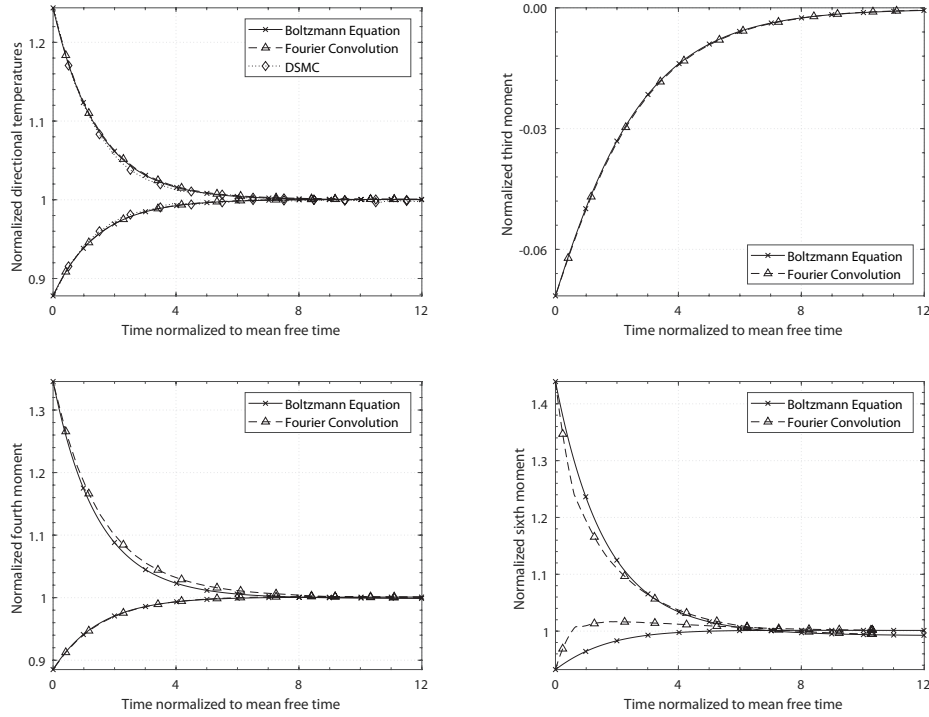 Normalized directional temperatures
1.2
1.1
1
0.9
Boltzmann Equation
Fourier Convolution
DSMC
0
4
8
12
Time normalized to mean free time
Normalized third moment
0.00
-0.03
-0.06
Boltzmann Equation
Fourier Convolution
0
4
8
12
Time normalized to mean free time
Normalized fourth moment
1.3
1.2
1.1
1
0.9
Boltzmann Equation
Fourier Convolution
0
4
8
12
Time normalized to mean free time
Normalized sixth moment
1.4
1.3
1.2
1.1
1
Boltzmann Equation
Fourier Convolution
0
4
8
12
Time normalized to mean free time